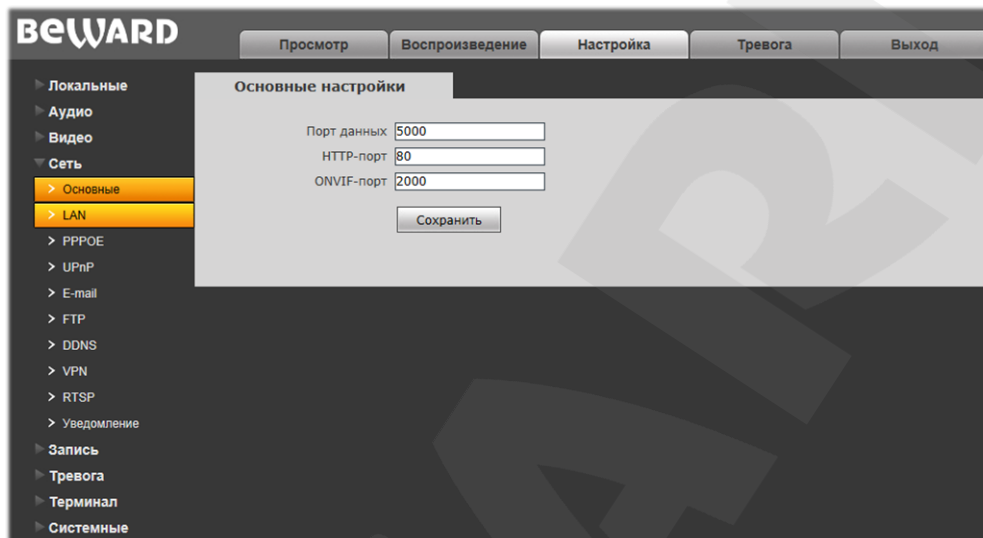 BEWARD
Просмотр Воспроизведение Настройка Тревога Выход
Локальные
Аудио
Видео
Сеть
Основные
LAN
PPPOE
UPnP
E-mail
FTP
DDNS
VPN
RTSP
Уведомление
Запись
Тревога
Терминал
Системные
Основные настройки
Порт данных 5000
HTTP-порт 80
ONVIF-порт 2000
Сохранить